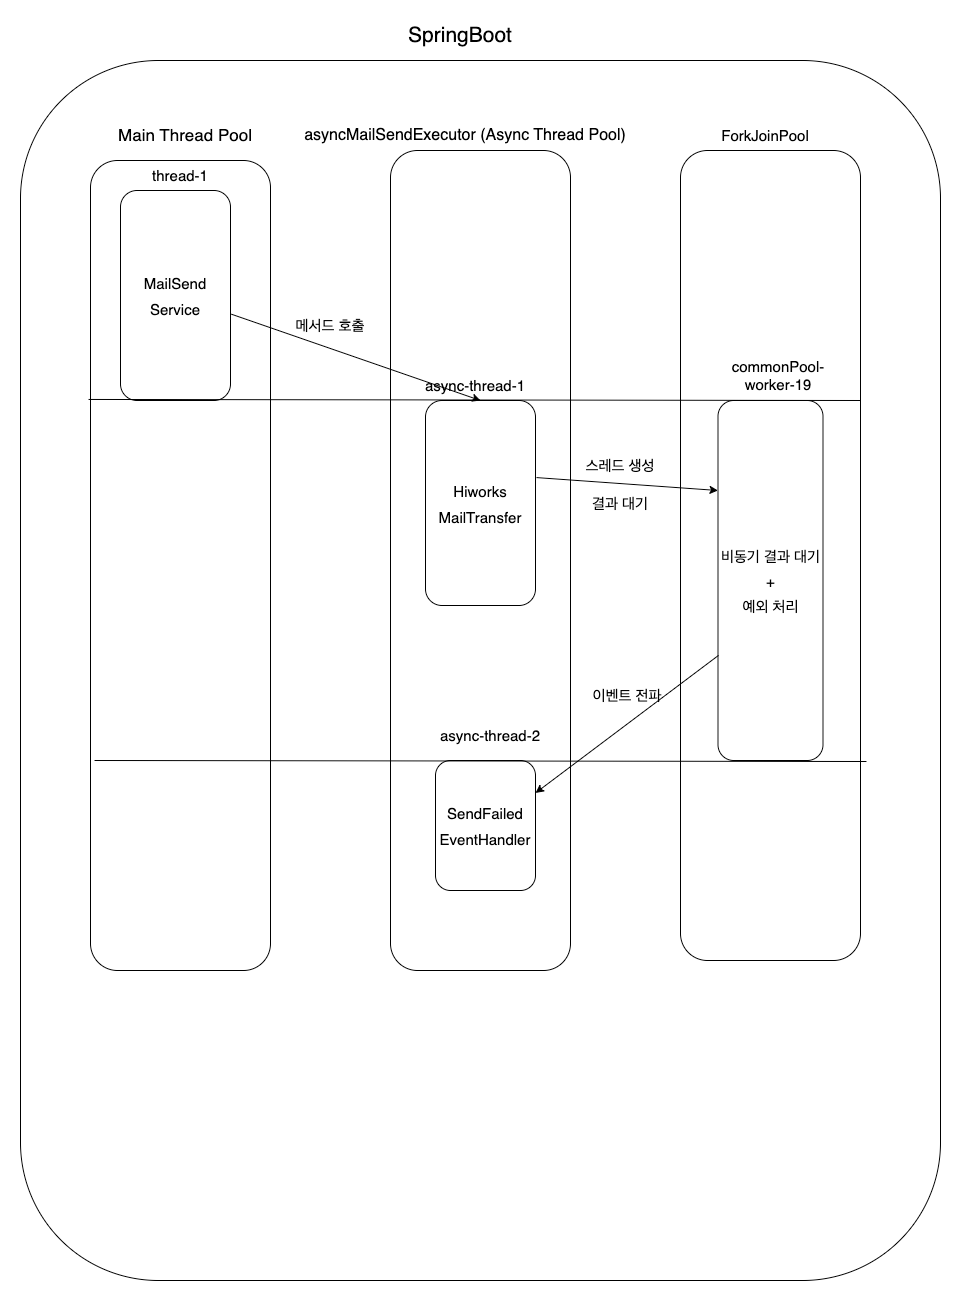 SpringBoot
Main Thread Pool
asyncMailSendExecutor (Async Thread Pool)
ForkJoinPool
thread-1
MailSend
Service
메서드 호출
async-thread-1
commonPool-
worker-19
Hiworks
MailTransfer
스레드 생성
결과 대기
비동기 결과 대기
+
예외 처리
이벤트 전파
async-thread-2
SendFailed
EventHandler